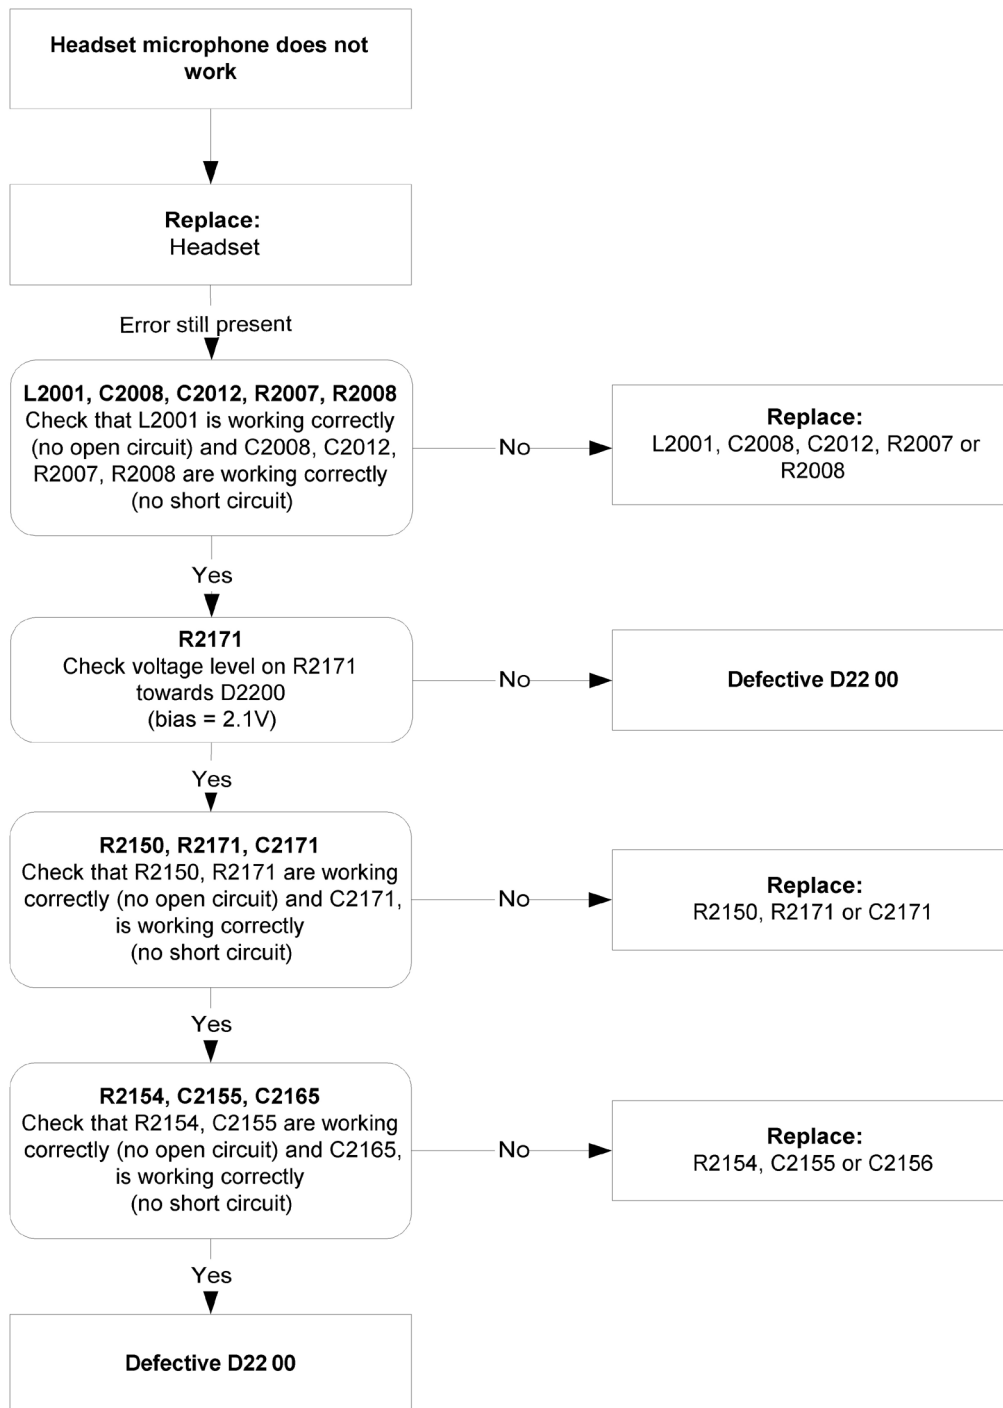 Headset microphone does not
work
Replace:
Headset
Error still present
L2001, C2008, C2012, R2007, R2008
Check that L2001 is working correctly
(no open circuit) and C2008, C2012,
R2007, R2008 are working correctly
(no short circuit)
No
Replace:
L2001, C2008, C2012, R2007 or
R2008
Yes
R2171
Check voltage level on R2171
towards D2200
(bias = 2.1V)
No
Defective D22 00
Yes
R2150, R2171, C2171
Check that R2150, R2171 are working
correctly (no open circuit) and C2171,
is working correctly
(no short circuit)
No
Replace:
R2150, R2171 or C2171
Yes
R2154, C2155, C2165
Check that R2154, C2155 are working
correctly (no open circuit) and C2165,
is working correctly
(no short circuit)
No
Replace:
R2154, C2155 or C2156
Yes
Defective D22 00